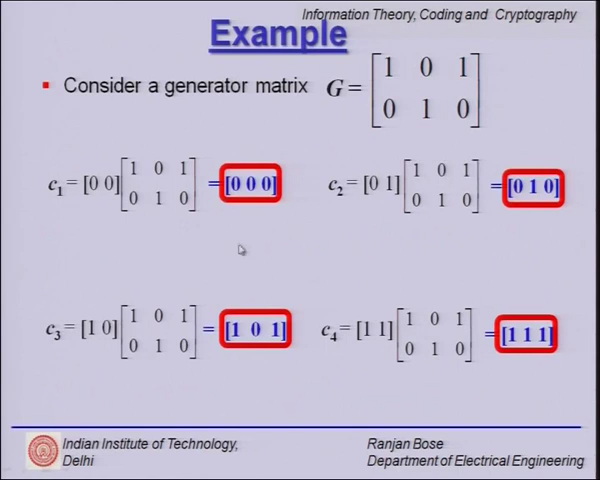 Information Theory, Coding and Cryptography
Example
▪ Consider a generator matrix G = [1 0 1
0 1 0]
c1 = [0 0] [1 0 1
0 1 0] = [0 0 0]
c2 = [0 1] [1 0 1
0 1 0] = [0 1 0]
c3 = [1 0] [1 0 1
0 1 0] = [1 0 1]
c4 = [1 1] [1 0 1
0 1 0] = [1 1 1]
Indian Institute of Technology,
Delhi
Ranjan Bose
Department of Electrical Engineering